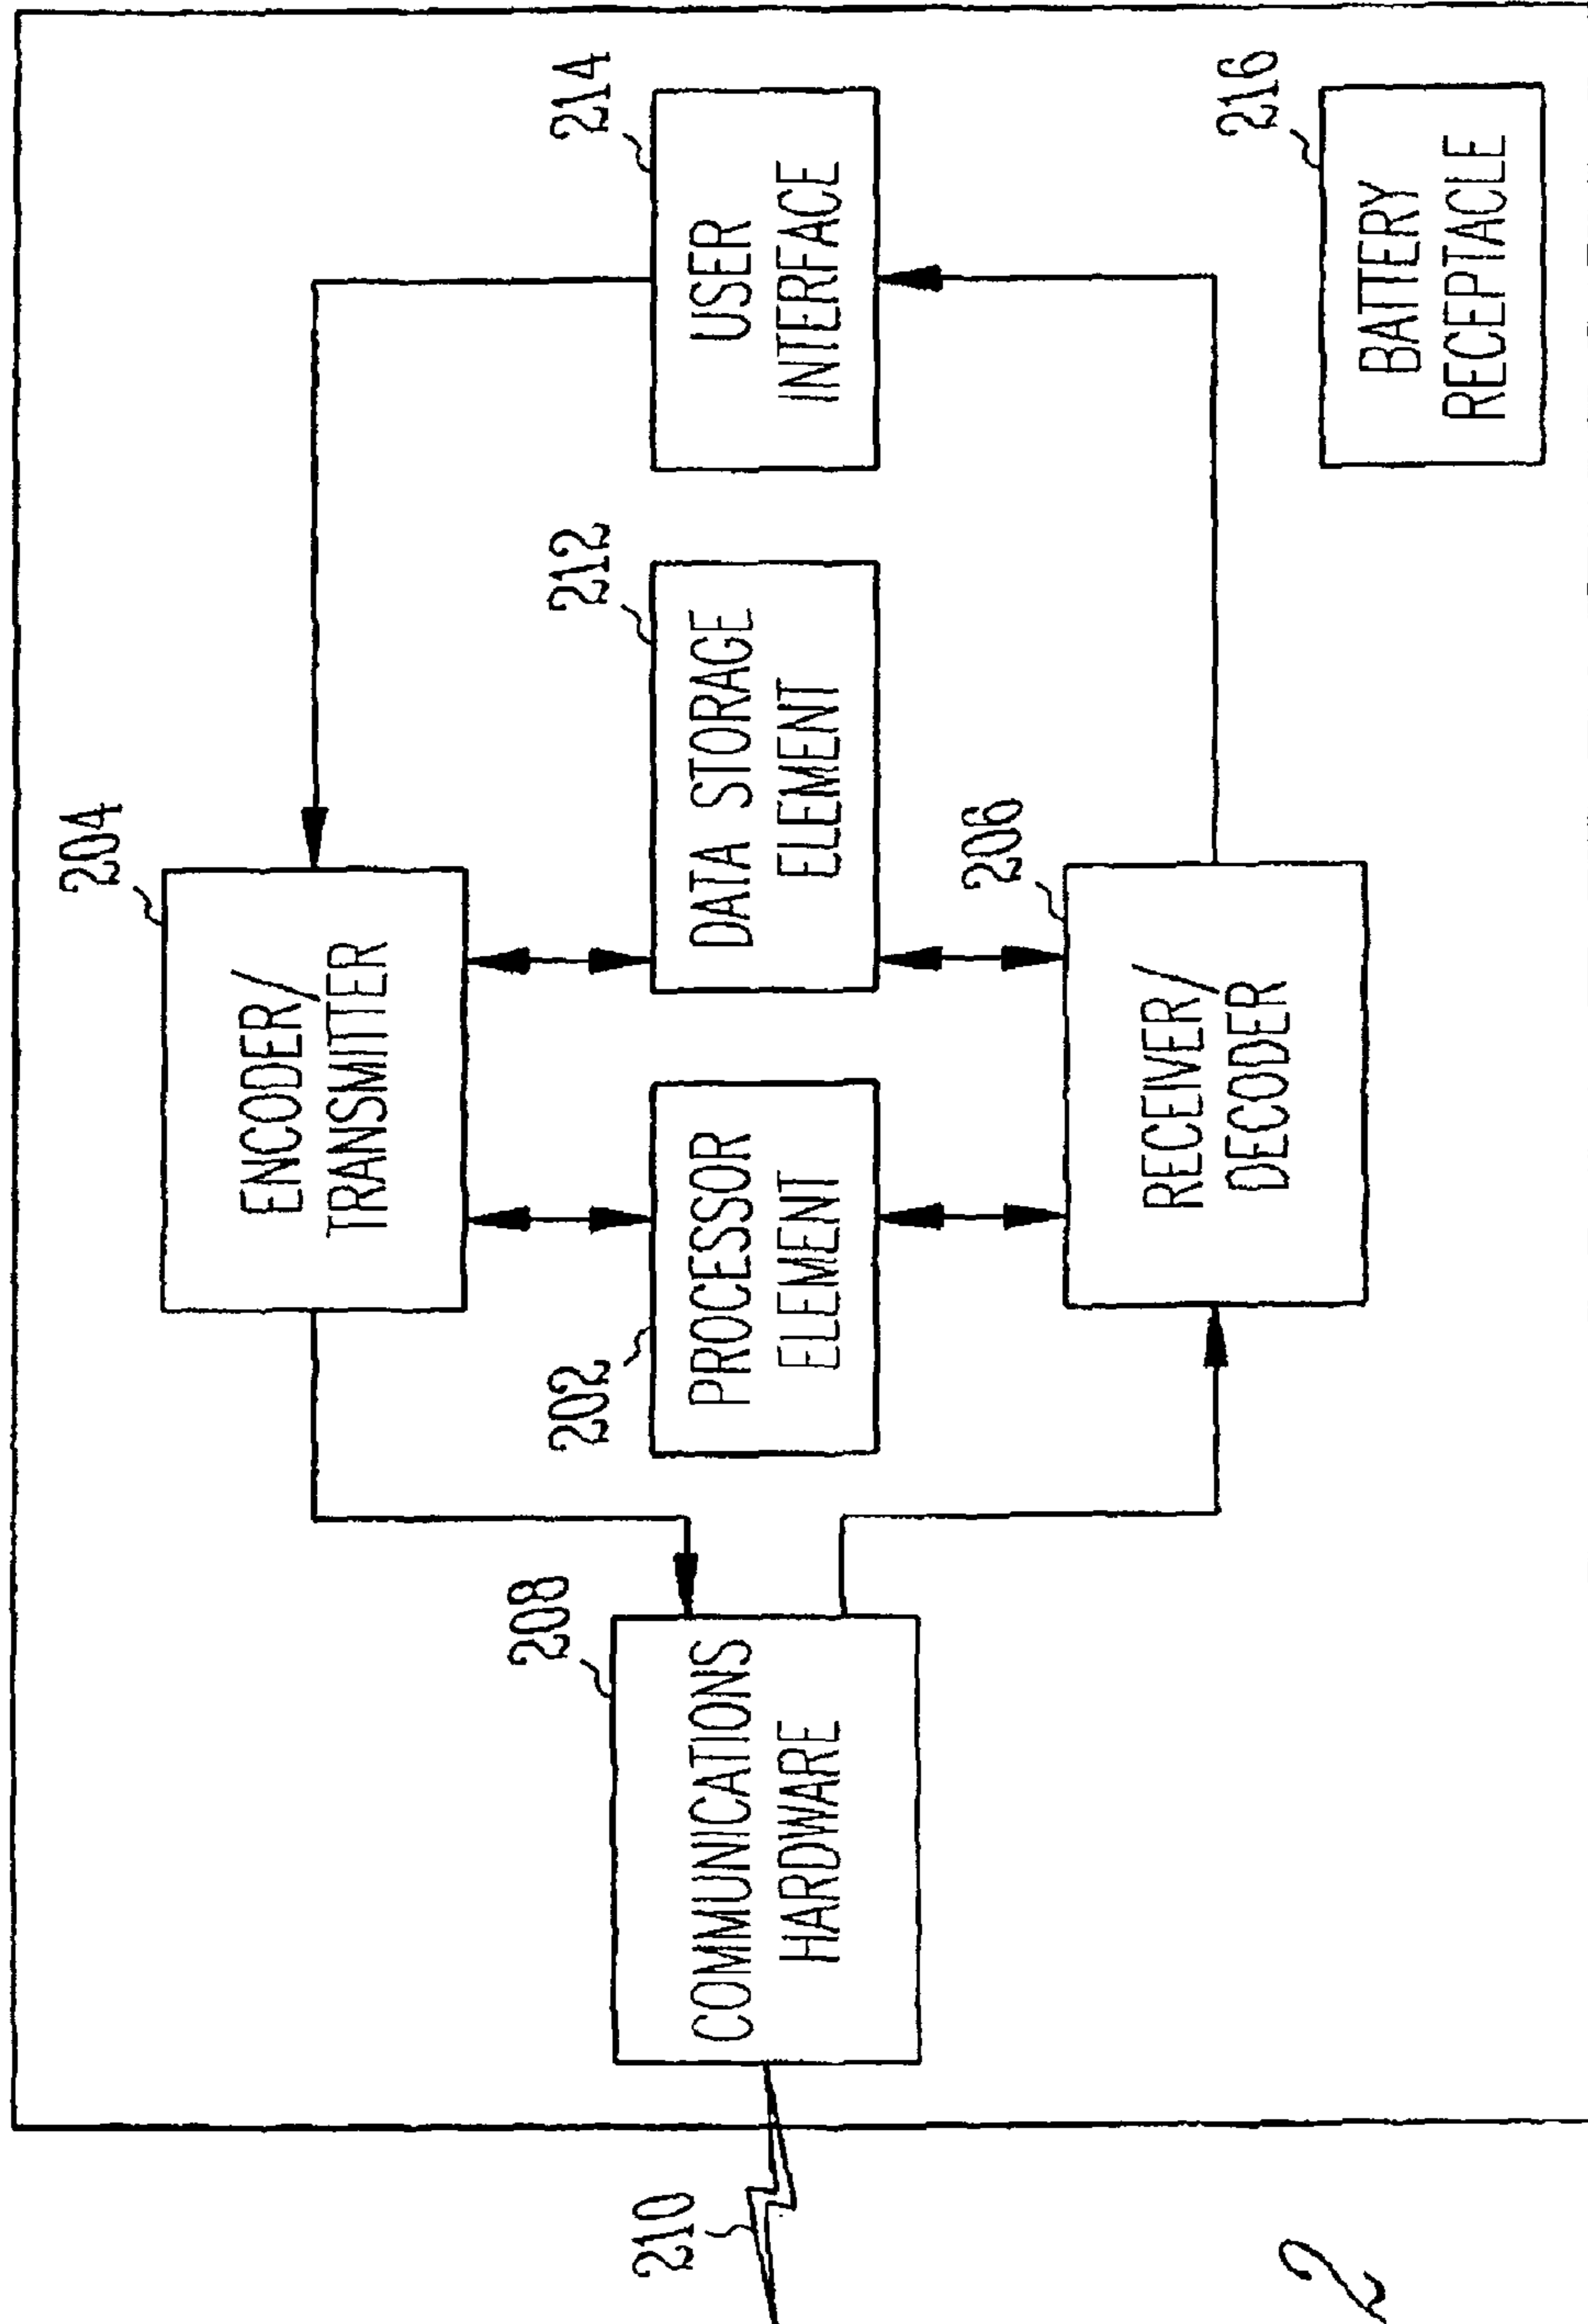 204
ENCODER/
TRANSMITTER
214
USER
INTERFACE
212
DATA STORAGE
ELEMENT
202
PROCESSOR
ELEMENT
208
COMMUNICATIONS
HARDWARE
210
206
RECEIVER/
DECODER
216
BATTERY
RECEPTACLE
2